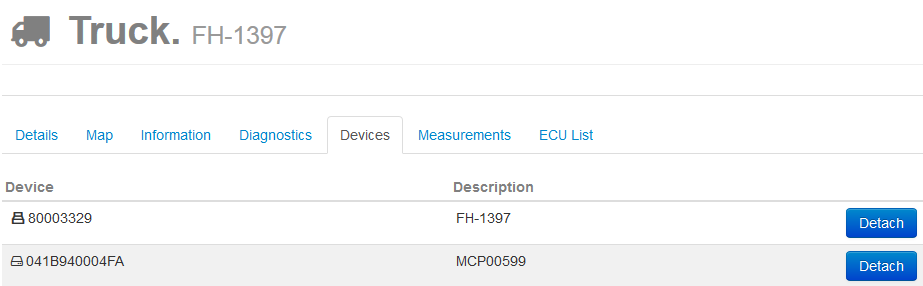 Truck. FH-1397
Details Map Information Diagnostics Devices Measurements ECU List
Device Description
80003329 FH-1397 Detach
041B940004FA MCP00599 Detach